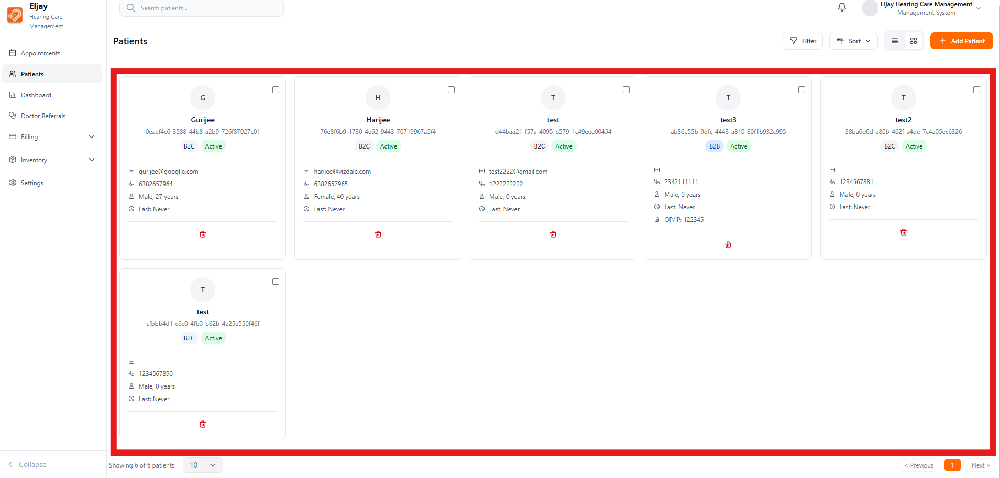 Eljay
Hearing Care
Management
Search patients...
Eljay Hearing Care Management
Management System
Appointments
Patients
Dashboard
Doctor Referrals
Billing
Inventory
Settings
Collapse
Patients
Filter
Sort
+ Add Patient
G
Gurijee
0eaef4c6-3588-44b8-a2b9-726f87027c01
B2C Active
gurijee@googlle.com
6382657964
Male, 27 years
Last: Never
H
Harijee
76e8f6b9-1730-4e62-9443-70719967a5f4
B2C Active
harijee@vizdale.com
6382657965
Female, 40 years
Last: Never
T
test
d44baa21-f57a-4095-b579-1c49eee00454
B2C Active
test2222@gmail.com
1222222222
Male, 0 years
Last: Never
T
test3
ab86e55b-9dfc-4443-a810-80f1b932c995
B2B Active
2342111111
Male, 0 years
Last: Never
OP/IP: 122345
T
test2
38ba6d6d-a80b-462f-a4de-7c4a05ec6326
B2C Active
1234567881
Male, 0 years
Last: Never
T
test
cfbbb4d1-c6c0-4fb0-b62b-4a25a550f46f
B2C Active
1234567890
Male, 0 years
Last: Never
Showing 6 of 6 patients
10
< Previous
1
Next >